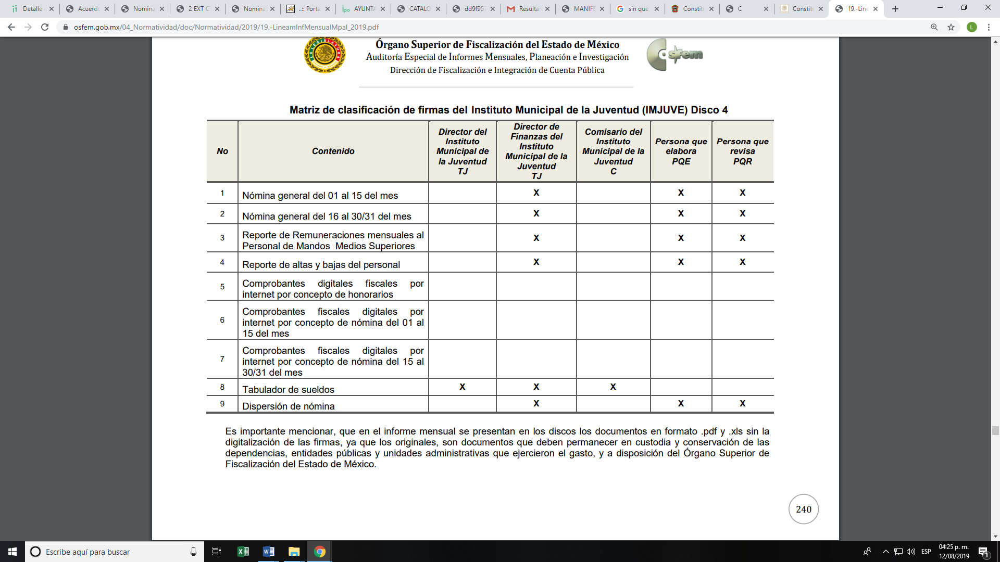 Detalle
Acuerdo
Nomina
2 EXT C
Nomina
..:: Porta
ipo AYUNTA
CATALO
dd9f957
Resulta
MANIFE
sin que
Constitu
C
Constitu
19.-Line
osfem.gob.mx/04_Normatividad/doc/Normatividad/2019/19.-LineamInfMensualMpal_2019.pdf
L
Órgano Superior de Fiscalización del Estado de México
Auditoría Especial de Informes Mensuales, Planeación e Investigación
Dirección de Fiscalización e Integración de Cuenta Pública
osfem
Matriz de clasificación de firmas del Instituto Municipal de la Juventud (IMJUVE) Disco 4
No
Contenido
Director del
Instituto
Municipal de
la Juventud
TJ
Director de
Finanzas del
Instituto
Municipal de la
Juventud
TJ
Comisario del
Instituto
Municipal de la
Juventud
C
Persona que
elabora
PQE
Persona que
revisa
PQR
1 Nómina general del 01 al 15 del mes X X X
2 Nómina general del 16 al 30/31 del mes X X X
3 Reporte de Remuneraciones mensuales al
Personal de Mandos Medios Superiores X X X
4 Reporte de altas y bajas del personal X X X
5 Comprobantes digitales fiscales por
internet por concepto de honorarios
6 Comprobantes fiscales digitales por
internet por concepto de nómina del 01 al
15 del mes
7 Comprobantes fiscales digitales por
internet por concepto de nómina del 15 al
30/31 del mes
8 Tabulador de sueldos X X X
9 Dispersión de nómina X X X
Es importante mencionar, que en el informe mensual se presentan en los discos los documentos en formato .pdf y .xls sin la
digitalización de las firmas, ya que los originales, son documentos que deben permanecer en custodia y conservación de las
dependencias, entidades públicas y unidades administrativas que ejercieron el gasto, y a disposición del Órgano Superior de
Fiscalización del Estado de México.
240
Escribe aquí para buscar
ESP
04:25 p. m.
12/08/2019
1